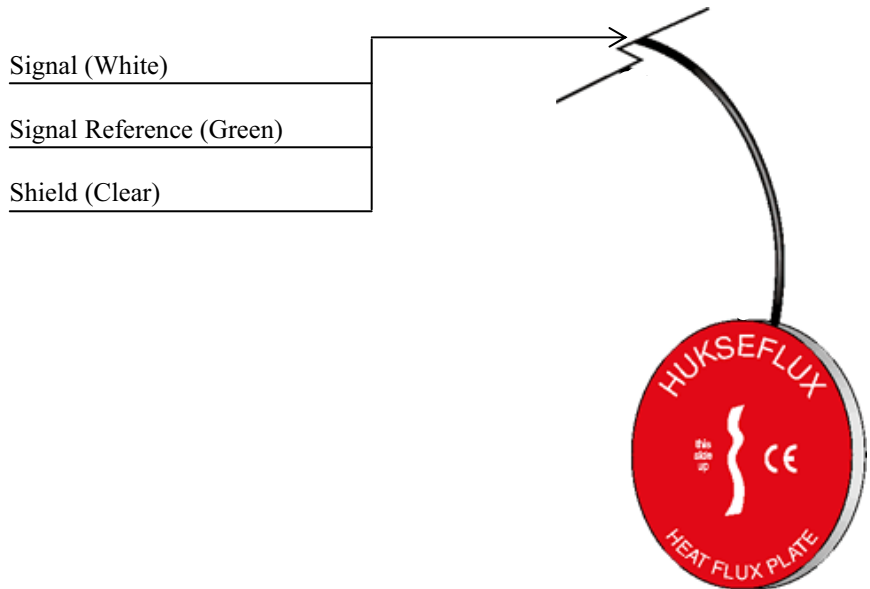 Signal (White)
Signal Reference (Green)
Shield (Clear)
HUKSEFLUX
this
side
up
CE
HEAT FLUX PLATE